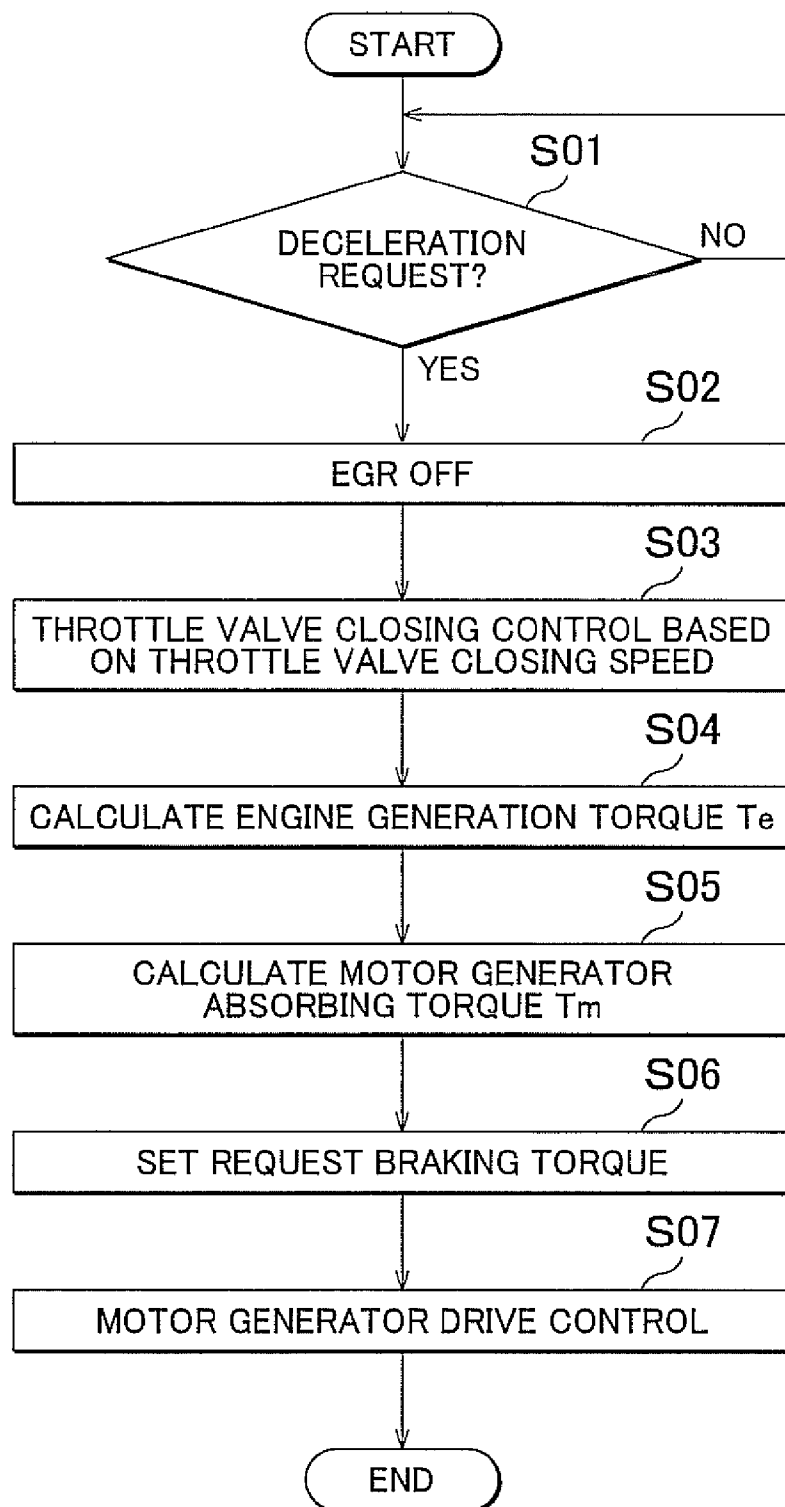 START
S01
DECELERATION
REQUEST?
NO
YES
S02
EGR OFF
S03
THROTTLE VALVE CLOSING CONTROL BASED
ON THROTTLE VALVE CLOSING SPEED
S04
CALCULATE ENGINE GENERATION TORQUE Te
S05
CALCULATE MOTOR GENERATOR
ABSORBING TORQUE Tm
S06
SET REQUEST BRAKING TORQUE
S07
MOTOR GENERATOR DRIVE CONTROL
END